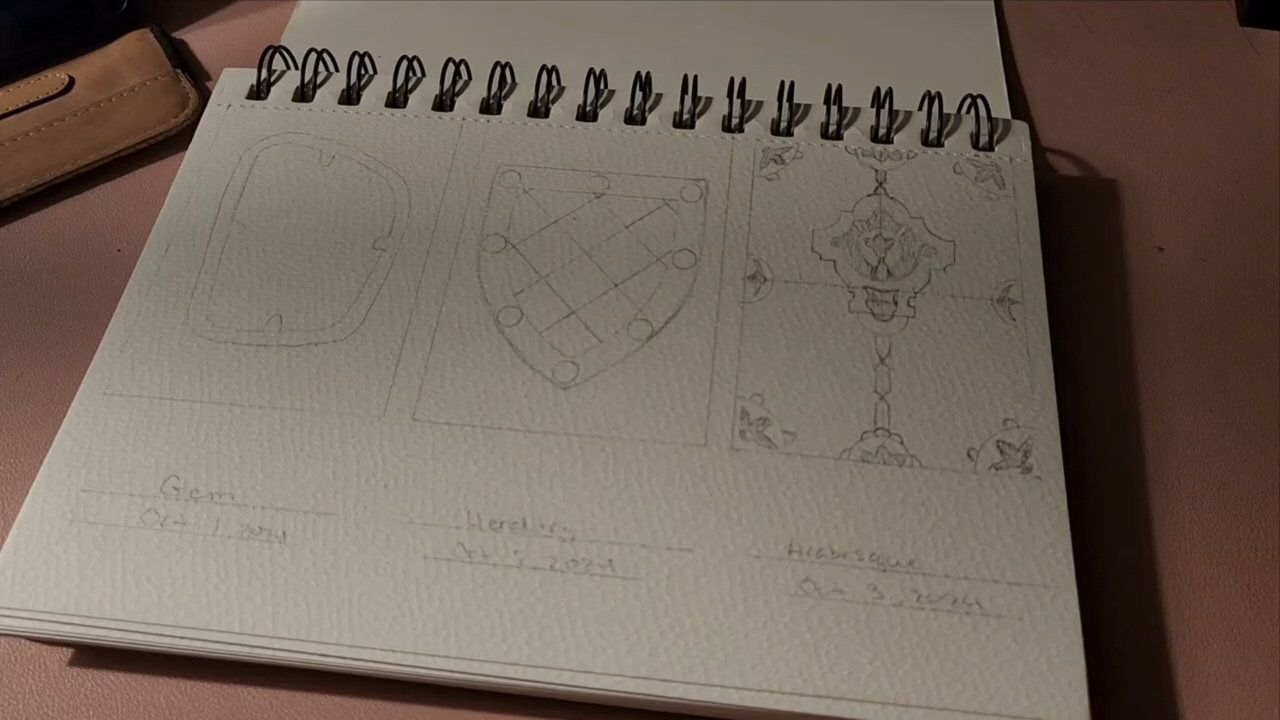 Gem
Oct 1, 2024
Heraldry
Oct 2, 2024
Arabesque
Oct 3, 2024